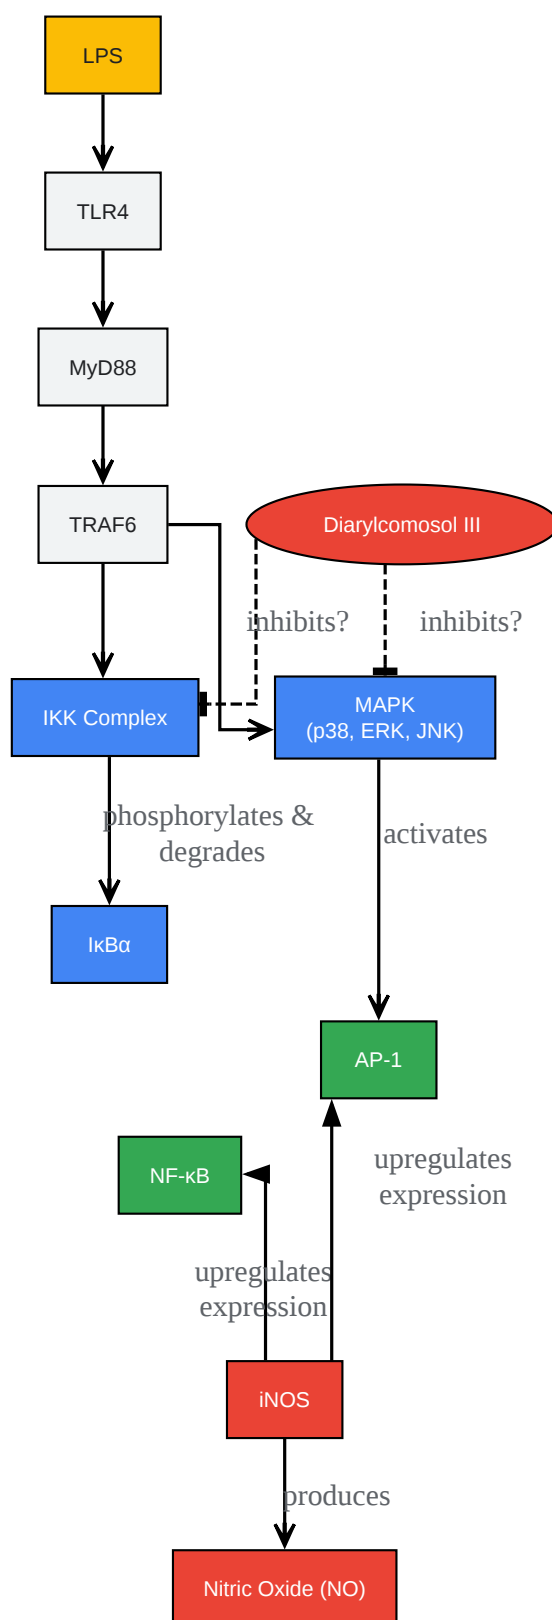 LPS
TLR4
MyD88
TRAF6
Diarylcomosol III
inhibits?
inhibits?
IKK Complex
MAPK
(p38, ERK, JNK)
phosphorylates &
degrades
activates
IκBα
AP-1
NF-κB
upregulates
expression
upregulates
expression
iNOS
produces
Nitric Oxide (NO)